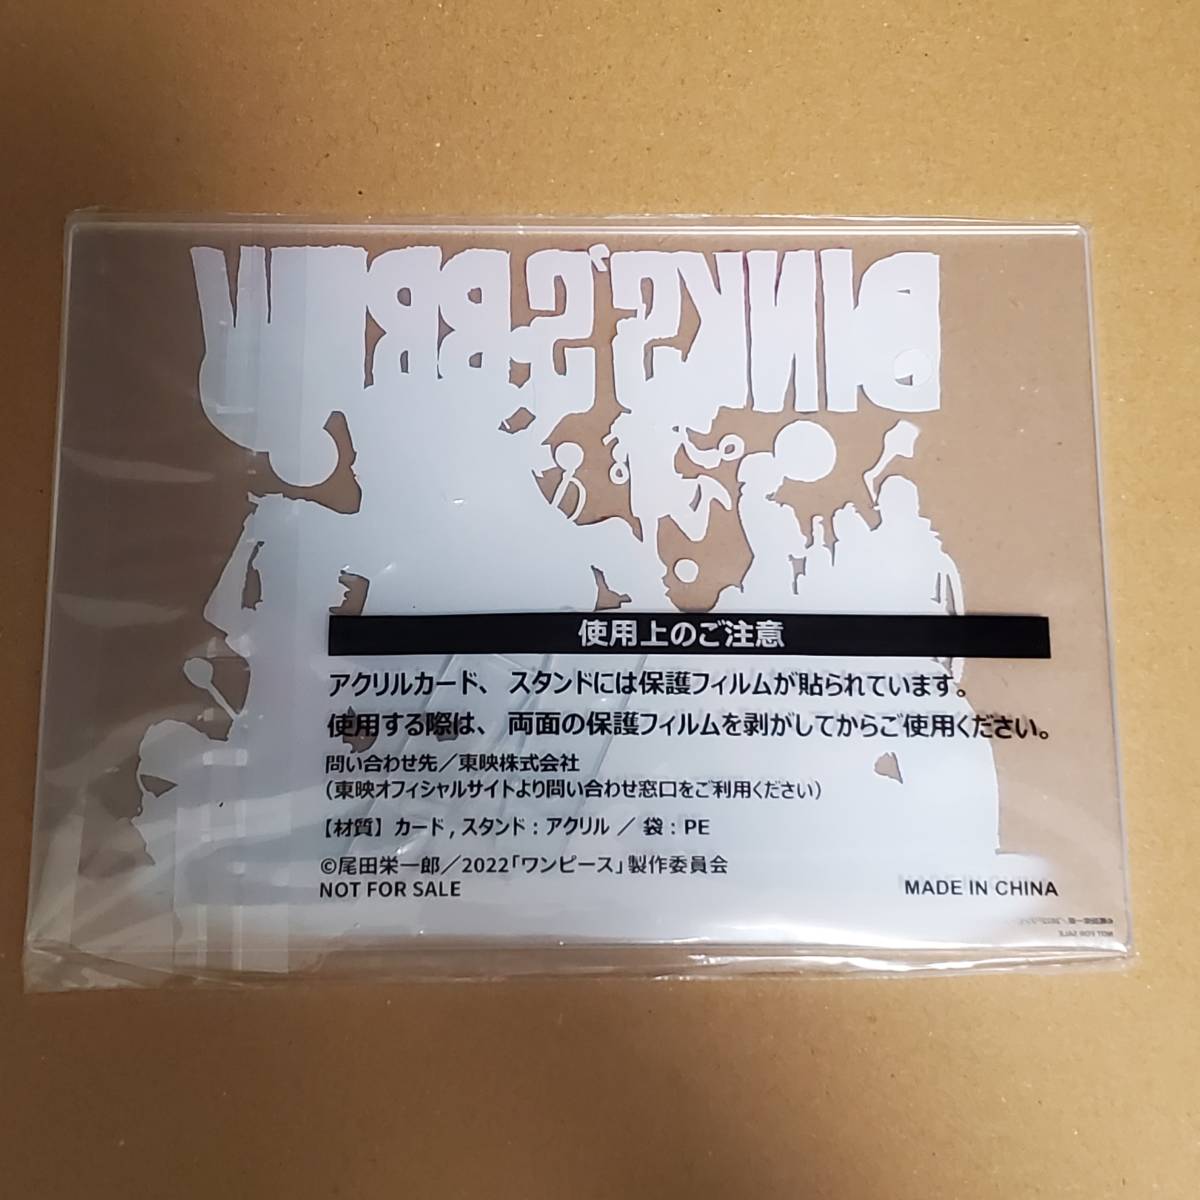 BINKS, BBRUN
使用上のご注意
アクリルカード、スタンドには保護フィルムが貼られています。
使用する際は、両面の保護フィルムを剥がしてからご使用ください。
問い合わせ先／東映株式会社
（東映オフィシャルサイトより問い合わせ窓口をご利用ください）
【材質】カード , スタンド : アクリル ／ 袋 : PE
©尾田栄一郎／2022「ワンピース」製作委員会
NOT FOR SALE
MADE IN CHINA
NOT FOR SALE